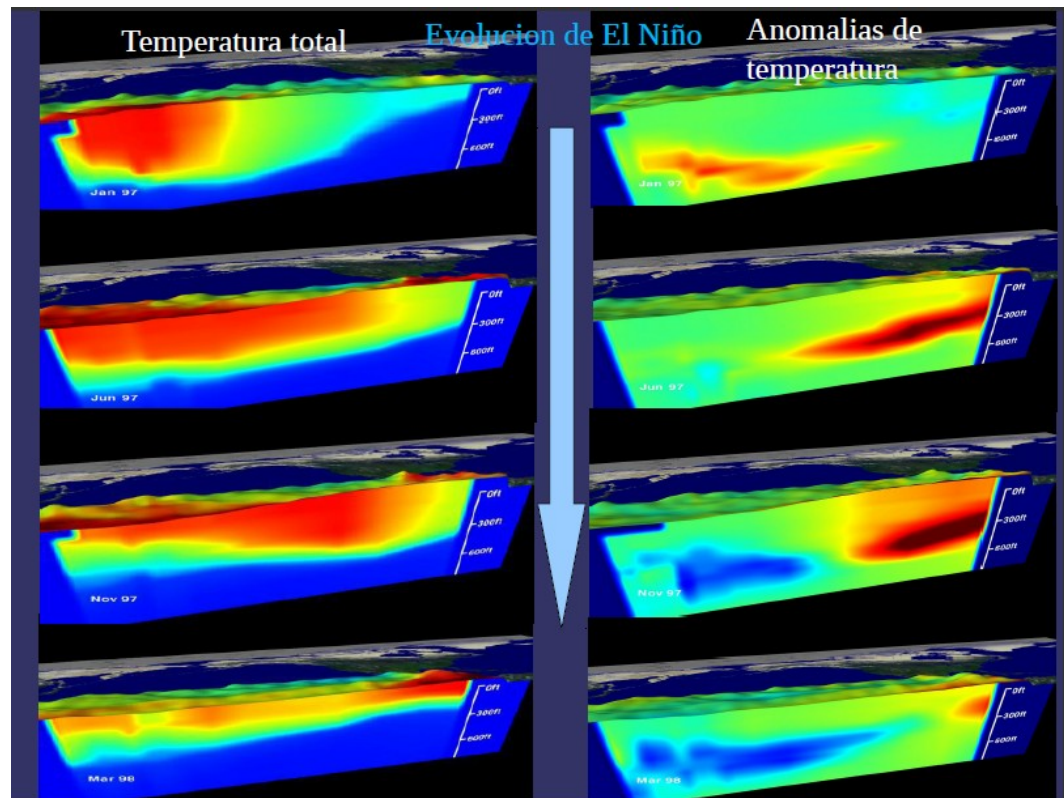 Temperatura total
Evolucion de El Niño
Anomalias de
temperatura
0ft
300ft
600ft
Jan 97
0ft
300ft
600ft
Jan 97
0ft
300ft
600ft
Jun 97
0ft
300ft
600ft
Jun 97
0ft
300ft
600ft
Nov 97
0ft
300ft
600ft
Nov 97
0ft
300ft
600ft
Mar 98
0ft
300ft
600ft
Mar 98